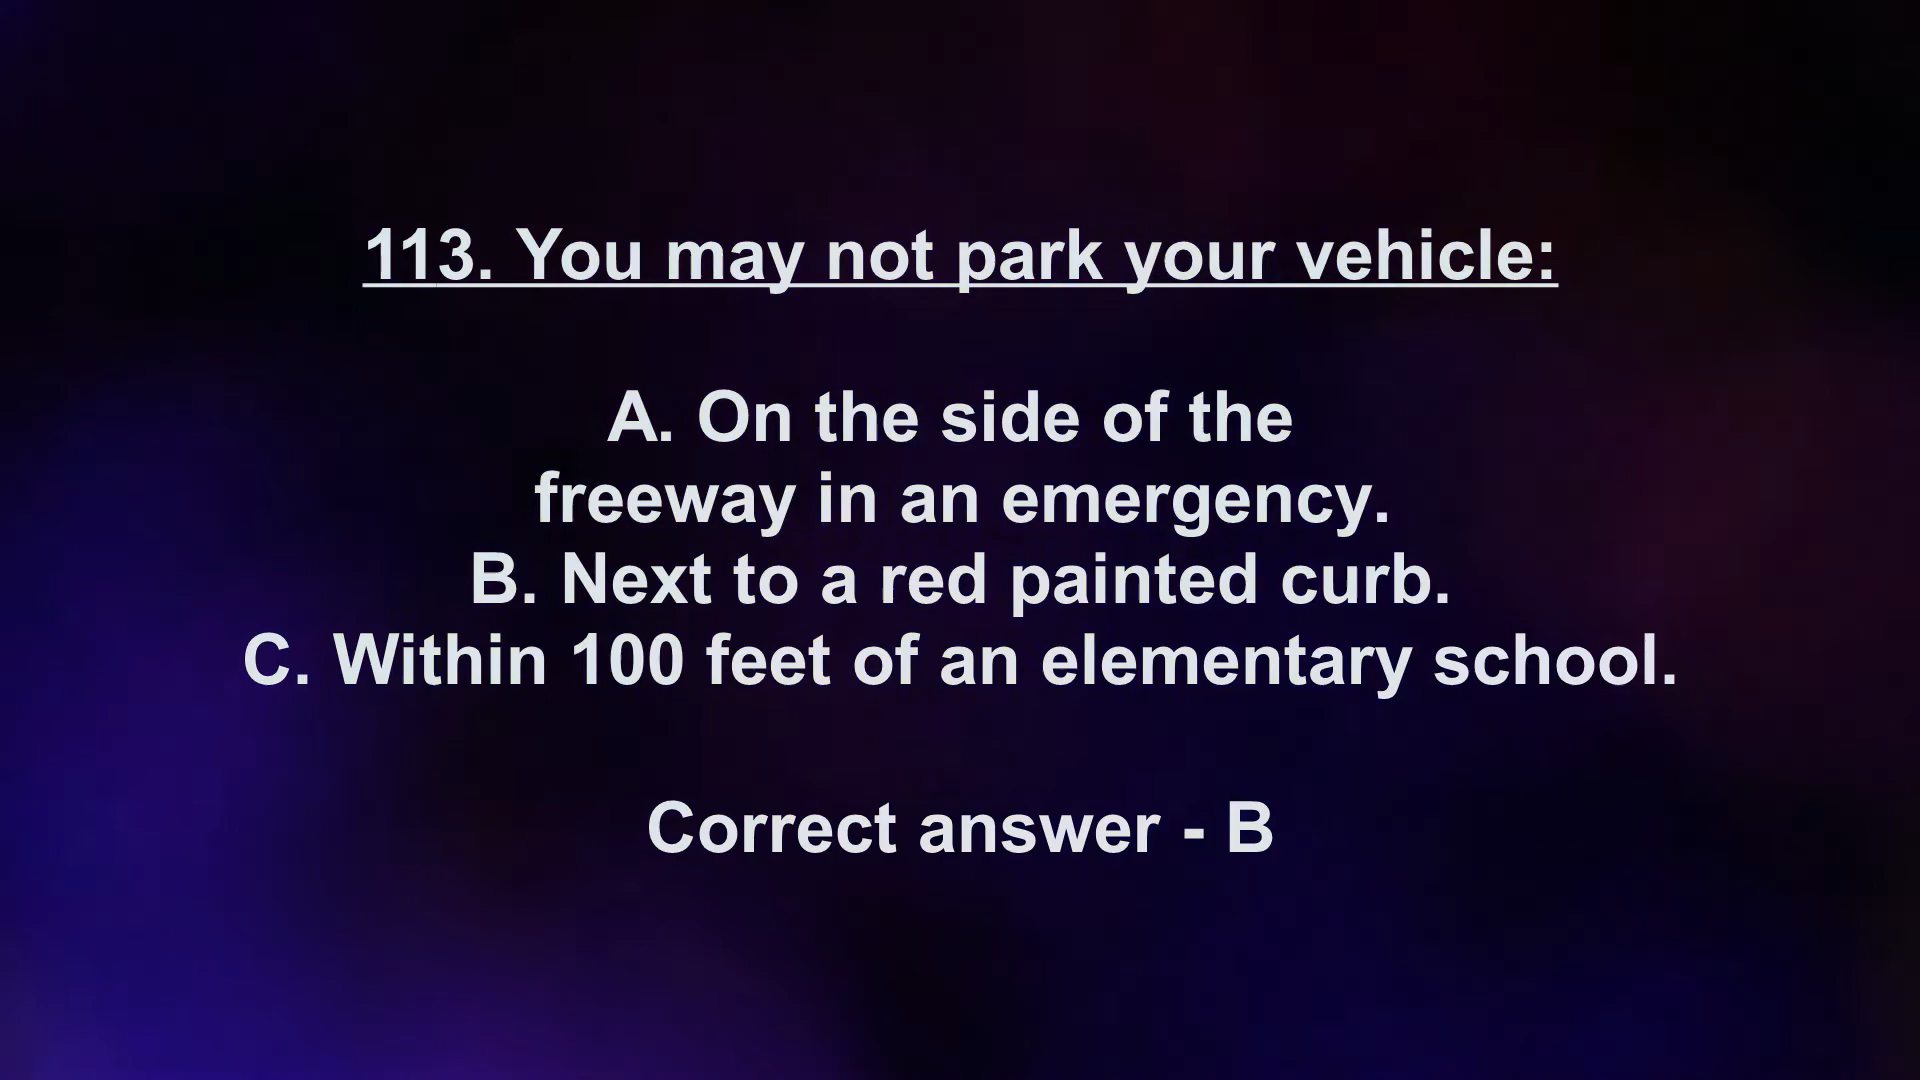 113. You may not park your vehicle:
A. On the side of the
freeway in an emergency.
B. Next to a red painted curb.
C. Within 100 feet of an elementary school.
Correct answer - B